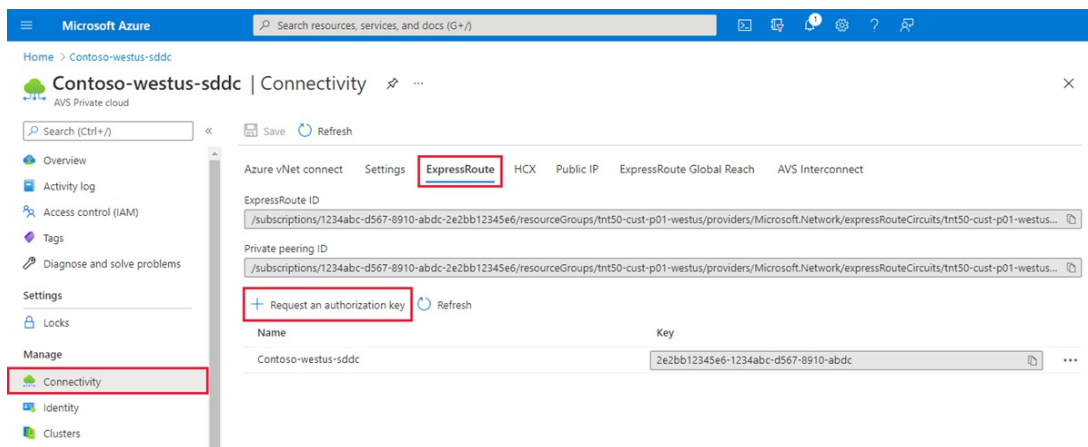 Microsoft Azure
Search resources, services, and docs (G+/)
1
Home > Contoso-westus-sddc
Contoso-westus-sddc | Connectivity
AVS Private cloud
Search (Ctrl+/)
Save Refresh
Overview
Activity log
Access control (IAM)
Tags
Diagnose and solve problems
Settings
Locks
Manage
Connectivity
Identity
Clusters
Azure vNet connect Settings ExpressRoute HCX Public IP ExpressRoute Global Reach AVS Interconnect
ExpressRoute ID
/subscriptions/1234abc-d567-8910-abdc-2e2bb12345e6/resourceGroups/tnt50-cust-p01-westus/providers/Microsoft.Network/expressRouteCircuits/tnt50-cust-p01-westus...
Private peering ID
/subscriptions/1234abc-d567-8910-abdc-2e2bb12345e6/resourceGroups/tnt50-cust-p01-westus/providers/Microsoft.Network/expressRouteCircuits/tnt50-cust-p01-westus...
+ Request an authorization key Refresh
Name Key
Contoso-westus-sddc 2e2bb12345e6-1234abc-d567-8910-abdc